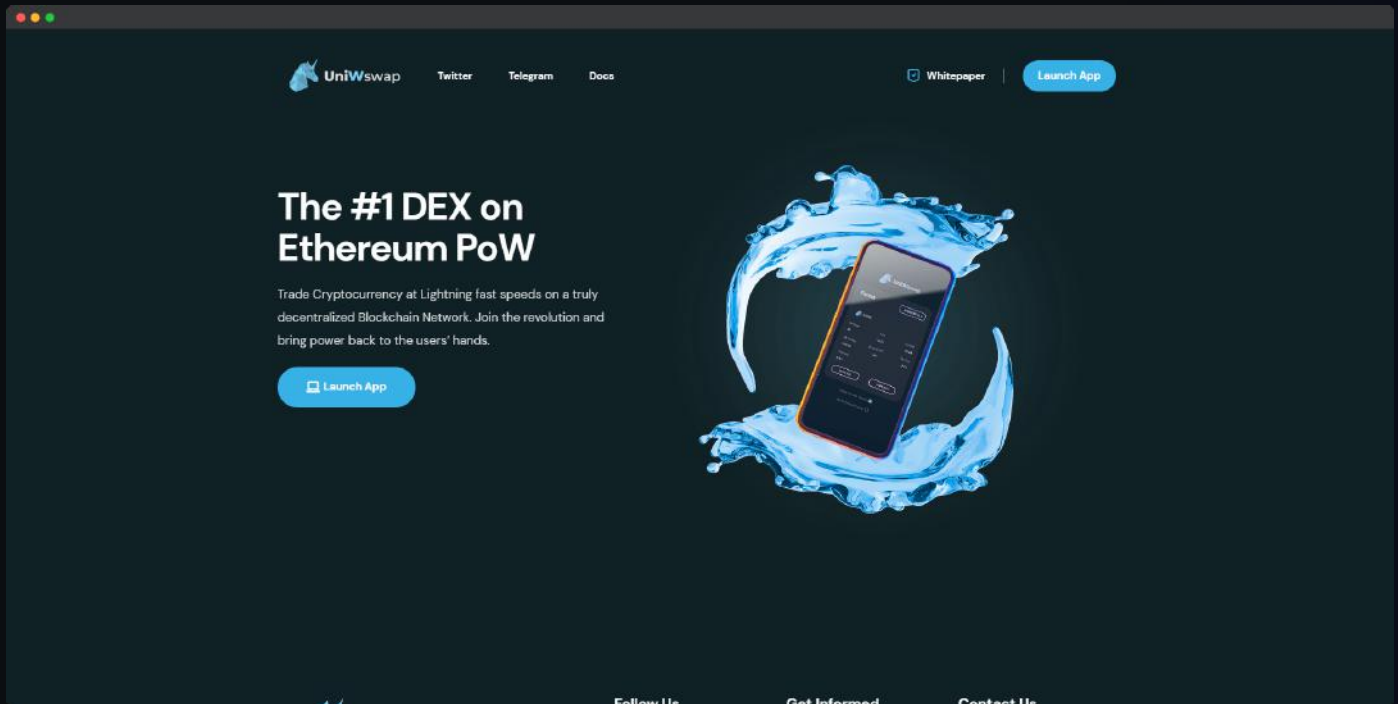 UniWswap
Twitter
Telegram
Docs
Whitepaper
Launch App
The #1 DEX on
Ethereum PoW
Trade Cryptocurrency at Lightning fast speeds on a truly
decentralized Blockchain Network. Join the revolution and
bring power back to the users' hands.
Launch App
Follow Us
Get Informed
Contact Us